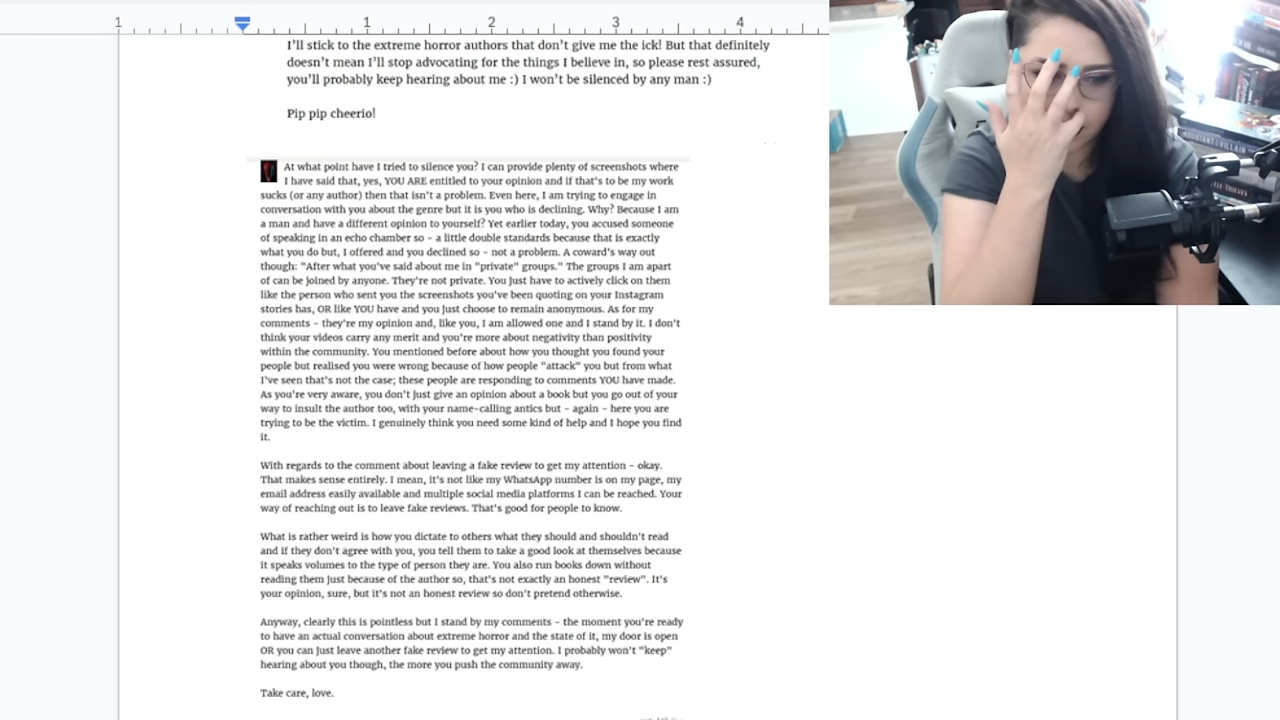 1 1 2 3 4
I'll stick to the extreme horror authors that don't give me the ick! But that definitely
doesn't mean I'll stop advocating for the things I believe in, so please rest assured,
you'll probably keep hearing about me :) I won't be silenced by any man :)
Pip pip cheerio!
At what point have I tried to silence you? I can provide plenty of screenshots where
I have said that, yes, YOU ARE entitled to your opinion and if that's to be my work
sucks (or any author) then that isn't a problem. Even here, I am trying to engage in
conversation with you about the genre but it is you who is declining. Why? Because I am
a man and have a different opinion to yourself? Yet earlier today, you accused someone
of speaking in an echo chamber so - a little double standards because that is exactly
what you do but, I offered and you declined so - not a problem. A coward's way out
though: "After what you've said about me in "private" groups." The groups I am apart
of can be joined by anyone. They're not private. You just have to actively click on them
like the person who sent you the screenshots you've been quoting on your Instagram
stories has, OR like YOU have and you just choose to remain anonymous. As for my
comments - they're my opinion and, like you, I am allowed one and I stand by it. I don't
think your videos carry any merit and you're more about negativity than positivity
within the community. You mentioned before about how you thought you found your
people but realised you were wrong because of how people "attack" you but from what
I've seen that's not the case; these people are responding to comments YOU have made.
As you're very aware, you don't just give an opinion about a book but you go out of your
way to insult the author too, with your name-calling antics but - again - here you are
trying to be the victim. I genuinely think you need some kind of help and I hope you find
it.
With regards to the comment about leaving a fake review to get my attention - okay.
That makes sense entirely. I mean, it's not like my WhatsApp number is on my page, my
email address easily available and multiple social media platforms I can be reached. Your
way of reaching out is to leave fake reviews. That's good for people to know.
What is rather weird is how you dictate to others what they should and shouldn't read
and if they don't agree with you, you tell them to take a good look at themselves because
it speaks volumes to the type of person they are. You also run books down without
reading them just because of the author so, that's not exactly an honest "review". It's
your opinion, sure, but it's not an honest review so don't pretend otherwise.
Anyway, clearly this is pointless but I stand by my comments - the moment you're ready
to have an actual conversation about extreme horror and the state of it, my door is open
OR you can just leave another fake review to get my attention. I probably won't "keep"
hearing about you though, the more you push the community away.
Take care, love.